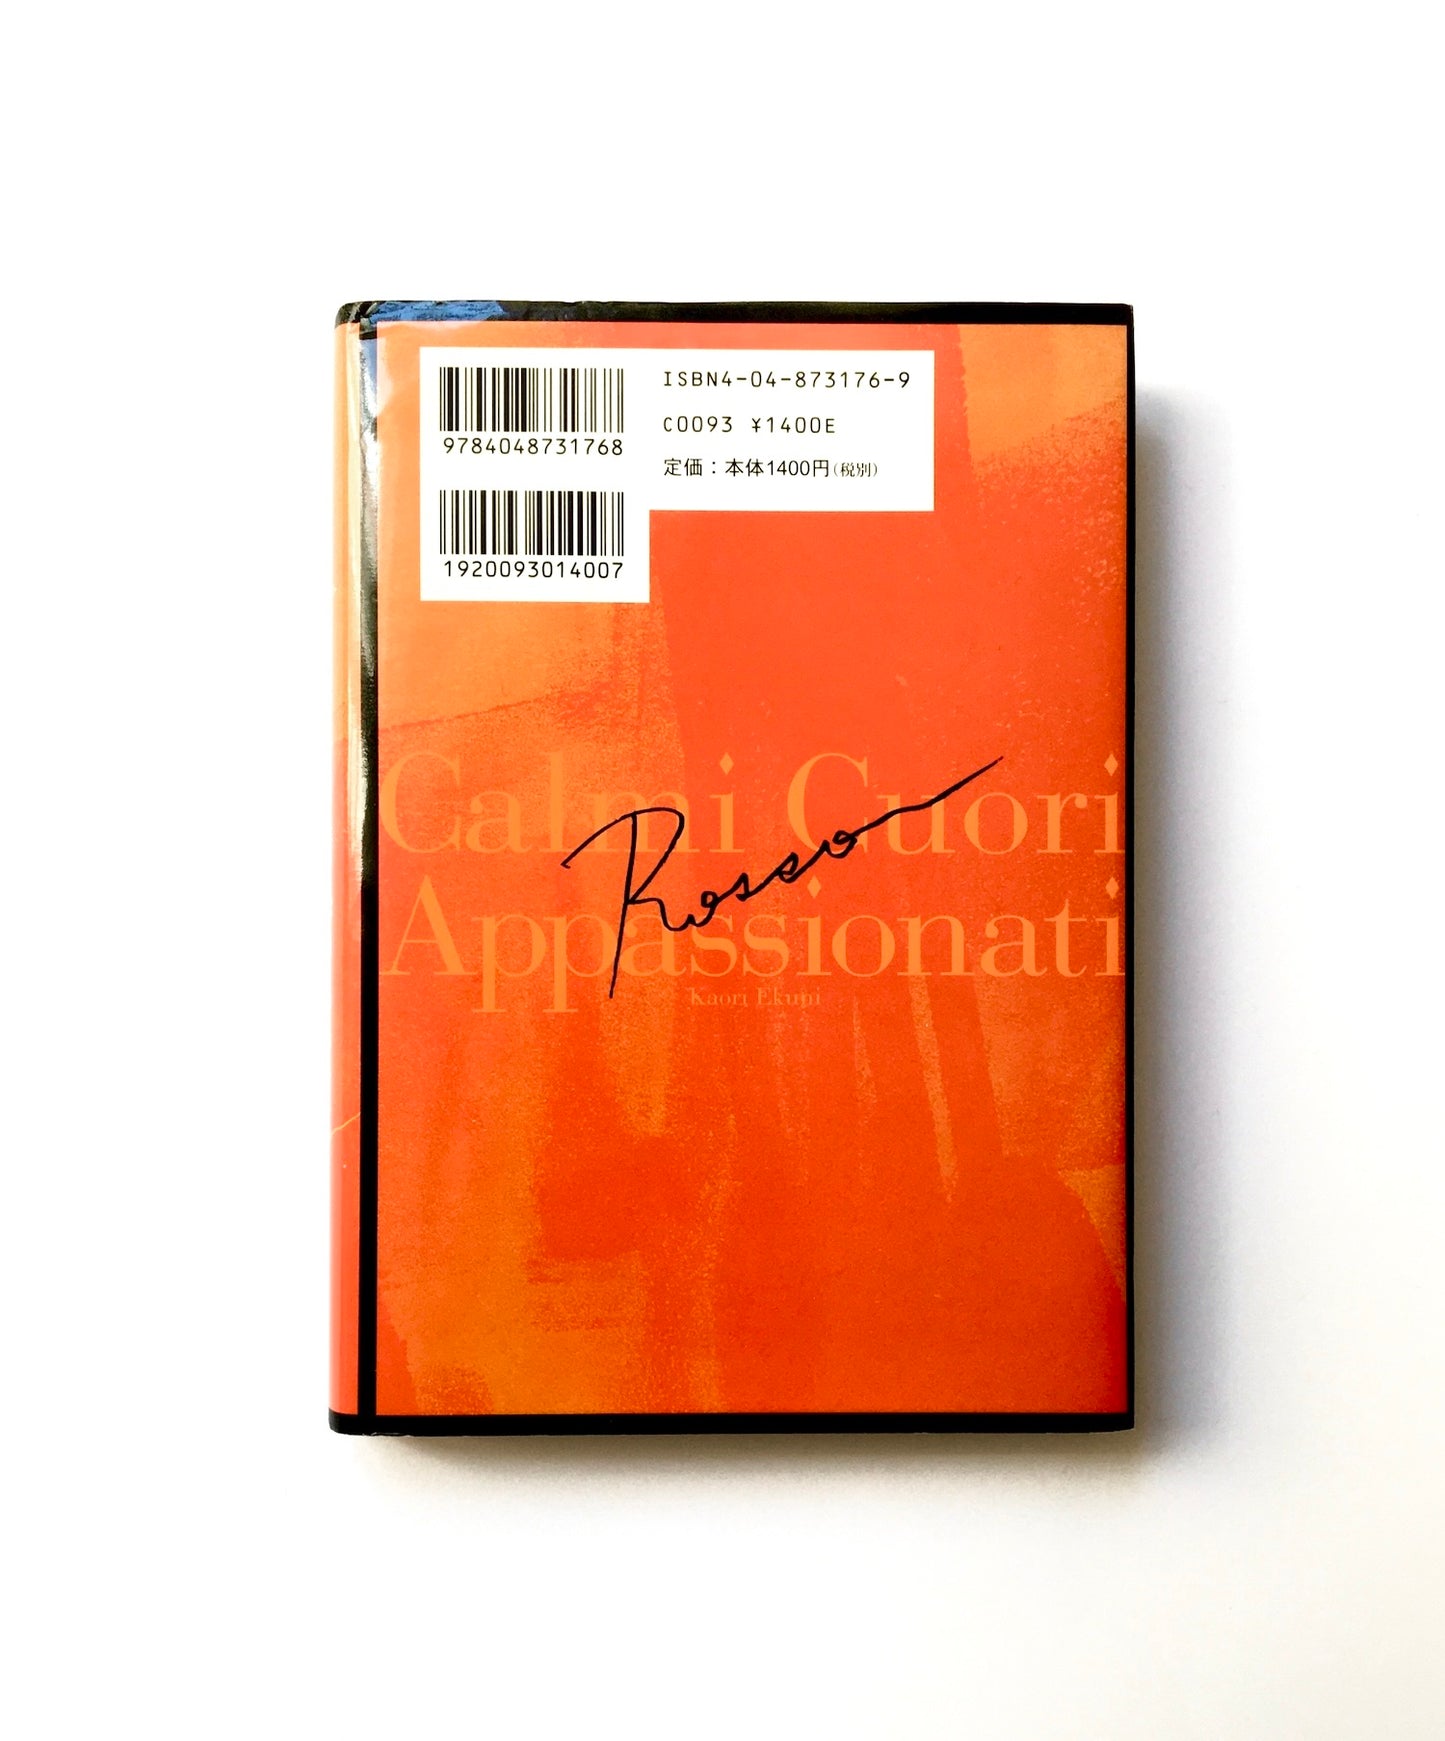 ISBN4-04-873176-9
C0093 ¥1400E
定価：本体1400円(税別)
9784048731768
1920093014007
Calmi Cuori
Appassionati
Rosso
Kaori Ekuni